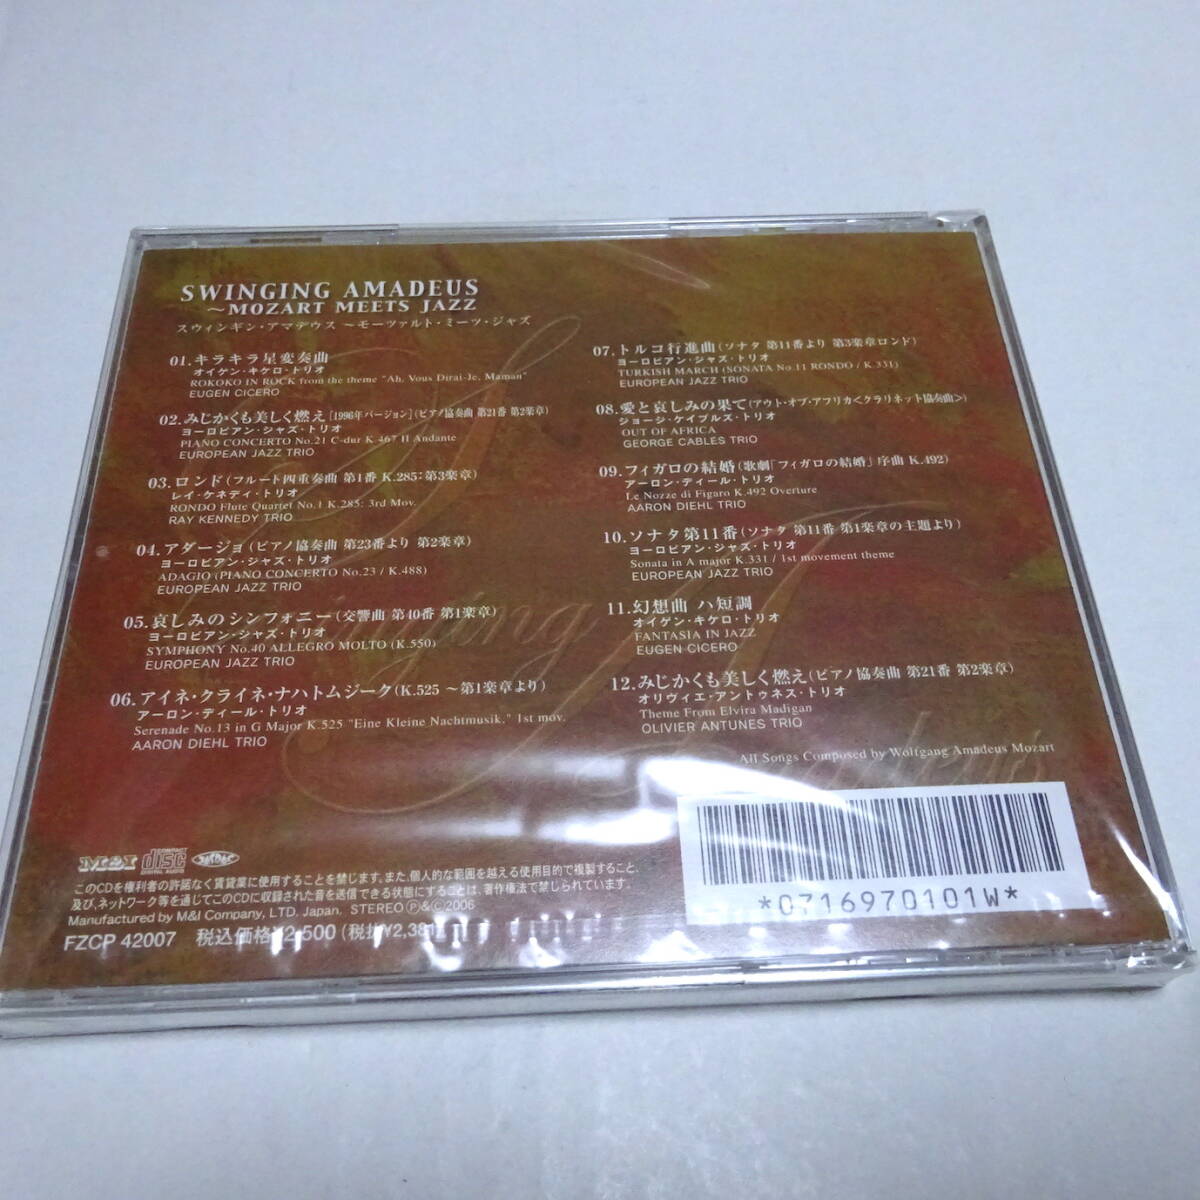 SWINGING AMADEUS
～MOZART MEETS JAZZ
スウィンギン・アマデウス ～モーツァルト・ミーツ・ジャズ
01.キラキラ星変奏曲
オイゲン・キケロ・トリオ
ROKOKO IN ROCK from the theme "Ah, Vous Dirai-Je, Maman"
EUGEN CICERO
02.みじかくも美しく燃え[1996年バージョン](ピアノ協奏曲 第21番 第2楽章)
ヨーロピアン・ジャズ・トリオ
PIANO CONCERTO No.21 C-dur K 467 II Andante
EUROPEAN JAZZ TRIO
03.ロンド(フルート四重奏曲 第1番 K.285: 第3楽章)
レイ・ケネディ・トリオ
RONDO Flute Quartet No.1 K.285: 3rd Mov.
RAY KENNEDY TRIO
04.アダージョ(ピアノ協奏曲 第23番より 第2楽章)
ヨーロピアン・ジャズ・トリオ
ADAGIO (PIANO CONCERTO No.23 / K.488)
EUROPEAN JAZZ TRIO
05.哀しみのシンフォニー(交響曲 第40番 第1楽章)
ヨーロピアン・ジャズ・トリオ
SYMPHONY No.40 ALLEGRO MOLTO (K.550)
EUROPEAN JAZZ TRIO
06.アイネ・クライネ・ナハトムジーク(K.525 ～第1楽章より)
アーロン・ディール・トリオ
Serenade No.13 in G Major K.525 "Eine Kleine Nachtmusik," 1st mov.
AARON DIEHL TRIO
07.トルコ行進曲(ソナタ 第11番より 第3楽章ロンド)
ヨーロピアン・ジャズ・トリオ
TURKISH MARCH (SONATA No.11 RONDO / K.331)
EUROPEAN JAZZ TRIO
08.愛と哀しみの果て(アウト・オブ・アフリカ<クラリネット協奏曲>)
ジョージ・ケイブルズ・トリオ
OUT OF AFRICA
GEORGE CABLES TRIO
09.フィガロの結婚(歌劇「フィガロの結婚」序曲 K.492)
アーロン・ディール・トリオ
Le Nozze di Figaro K.492 Overture
AARON DIEHL TRIO
10.ソナタ第11番(ソナタ 第11番 第1楽章の主題より)
ヨーロピアン・ジャズ・トリオ
Sonata in A major K.331 / 1st movement theme
EUROPEAN JAZZ TRIO
11.幻想曲 ハ短調
オイゲン・キケロ・トリオ
FANTASIA IN JAZZ
EUGEN CICERO
12.みじかくも美しく燃え(ピアノ協奏曲 第21番 第2楽章)
オリヴィエ・アントゥネス・トリオ
Theme From Elvira Madigan
OLIVIER ANTUNES TRIO
All Songs Composed by Wolfgang Amadeus Mozart
M&I COMPACT disc DIGITAL AUDIO
このCDを権利者の許諾なく賃貸業に使用することを禁じます。また、個人的な範囲を越える使用目的で複製すること、
及び、ネットワーク等を通じてこのCDに収録された音を送信できる状態にすることは、著作権法で禁じられています。
Manufactured by M&I Company, LTD. Japan. STEREO Ⓟ&Ⓒ2006
FZCP 42007 税込価格¥2,500 (税抜¥2,381)
*0716970101W*